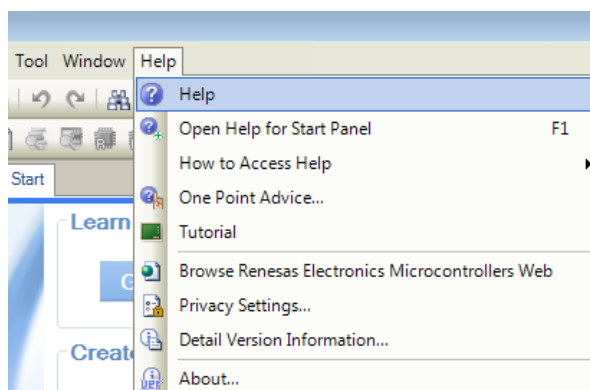 Tool Window Help
Help
Open Help for Start Panel F1
How to Access Help
Start
One Point Advice...
Learn
Tutorial
Browse Renesas Electronics Microcontrollers Web
G
Privacy Settings...
Detail Version Information...
Create
About...